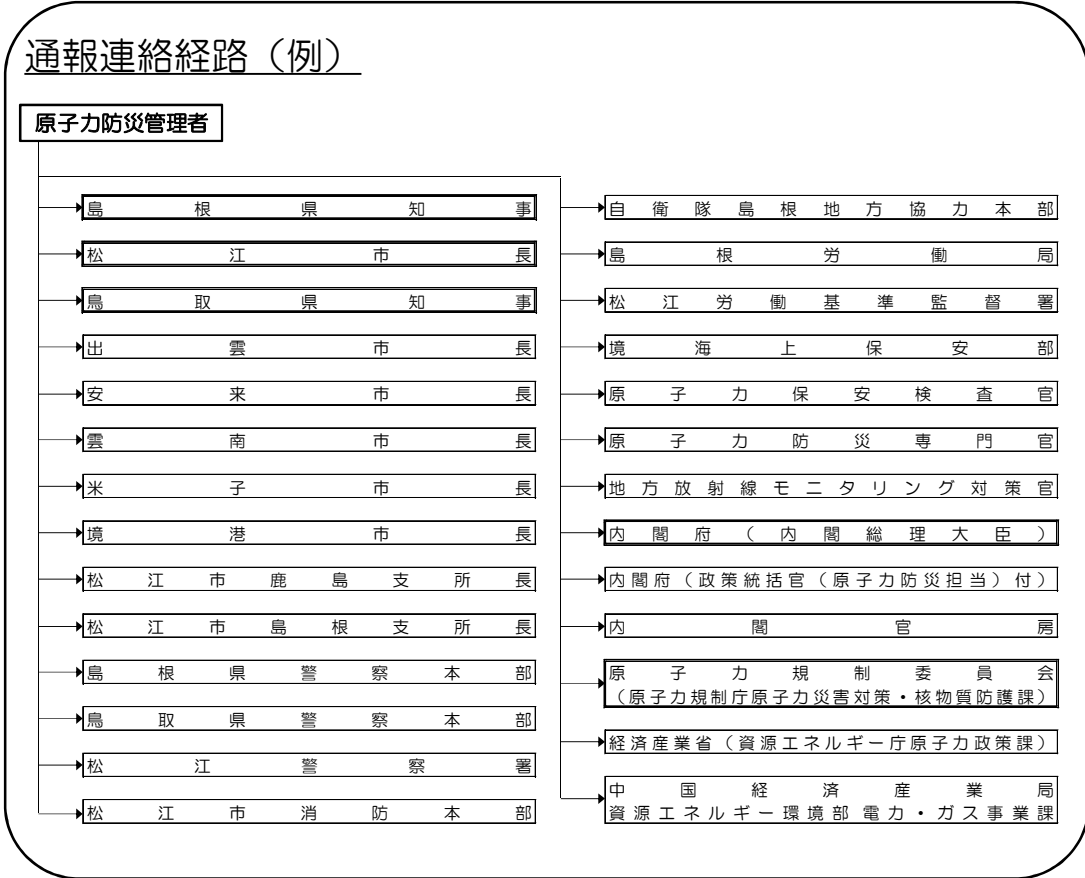 通報連絡経路（例）
原子力防災管理者
島根県知事
松江市長
鳥取県知事
出雲市長
安来市長
雲南市長
米子市長
境港市長
松江市鹿島支所長
松江市島根支所長
島根県警察本部
鳥取県警察本部
松江警察署
松江市消防本部
自衛隊島根地方協力本部
島根労働局
松江労働基準監督署
境海上保安部
原子力保安検査官
原子力防災専門官
地方放射線モニタリング対策官
内閣府（内閣総理大臣）
内閣府（政策統括官（原子力防災担当）付）
内閣官房
原子力規制委員会
（原子力規制庁原子力災害対策・核物質防護課）
経済産業省（資源エネルギー庁原子力政策課）
中国経済産業局
資源エネルギー環境部電力・ガス事業課